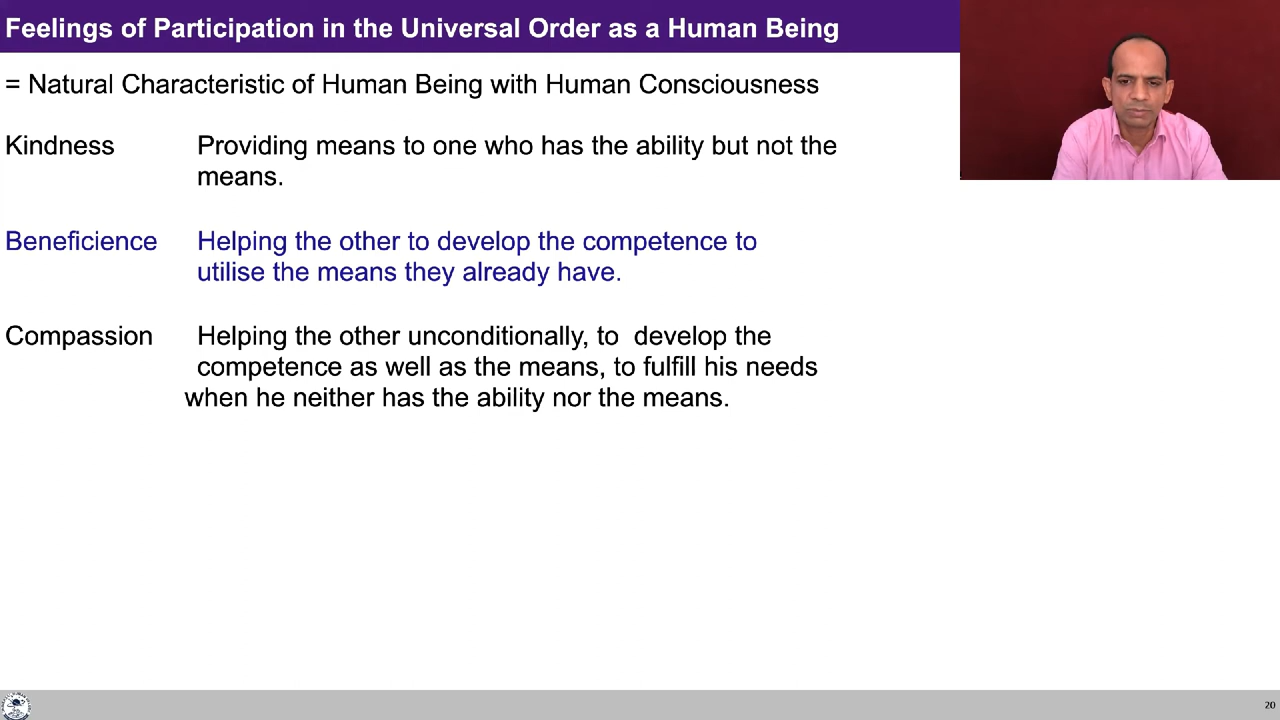 Feelings of Participation in the Universal Order as a Human Being
= Natural Characteristic of Human Being with Human Consciousness
Kindness Providing means to one who has the ability but not the
means.
Beneficience Helping the other to develop the competence to
utilise the means they already have.
Compassion Helping the other unconditionally, to develop the
competence as well as the means, to fulfill his needs
when he neither has the ability nor the means.
20